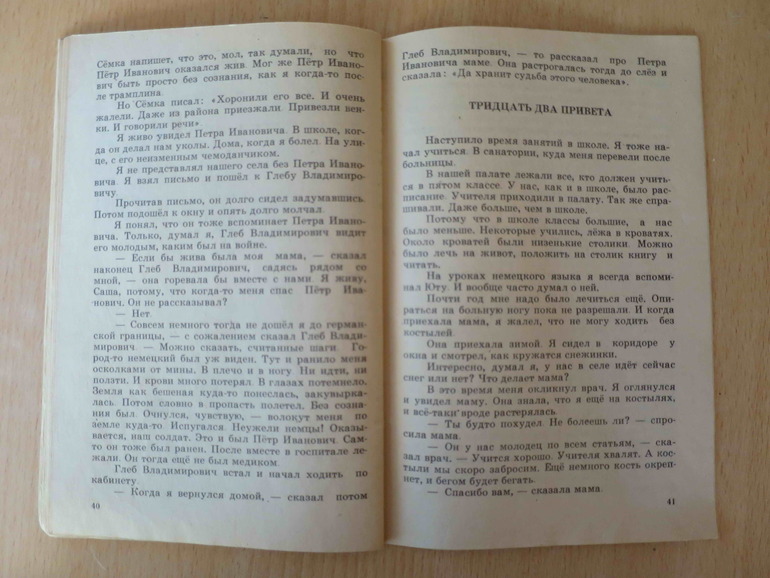 Сёмка напишет, что это, мол, так думали, но что
Пётр Иванович оказался жив. Мог же Пётр Ивано-
вич быть просто без сознания, как я когда-то пос-
ле трамплина.
Но Сёмка писал: «Хоронили его все. И очень
жалели. Даже из района приезжали. Привезли вен-
ки. И говорили речи»
Я живо увидел Петра Ивановича. В школе, ког-
да он делал нам уколы. Дома, когда я болел. На ули-
це, с его неизменным чемоданчиком.
Я не представлял нашего села без Петра Ивано-
вича. Я взял письмо и пошёл к Глебу Владимиро-
вичу.
Прочитав письмо, он долго сидел задумавшись.
Потом подошёл к окну и опять долго молчал.
Я понял, что он тоже вспоминает Петра Ивано-
вича. Только, думал я, Глеб Владимирович видит
его молодым, каким был на войне.
— Если бы жива была моя мама, — сказал
наконец Глеб Владимирович, садясь рядом со
мной, — она горевала бы вместе с нами. Я живу,
Саша, потому, что когда-то меня спас Пётр Ива-
нович. Он не рассказывал?
— Нет.
— Совсем немного тогда не дошёл я до герман-
ской границы, — с сожалением сказал Глеб Влади-
мирович. — Можно сказать, считанные шаги. Го-
род-то немецкий был уж виден. Тут и ранило меня
осколками от мины. В плечо и в ногу. Ни идти, ни
ползти. И крови много потерял. В глазах потемнело.
Земля как бешеная куда-то понеслась, закувырка-
лась. Потом словно в пропасть полетел. Без созна-
ния был. Очнулся, чувствую, — волокут меня по
земле куда-то. Испугался. Неужели немцы! Оказы-
вается, наш солдат. Это и был Пётр Иванович. Сам-
то он тоже был ранен. После вместе в госпитале ле-
жали. Он тогда ещё не был медиком.
Глеб Владимирович встал и начал ходить по
кабинету.
— Когда я вернулся домой, — сказал потом
40
Глеб Владимирович, — то рассказал про Петра
Ивановича маме. Она растрогалась тогда до слёз и
сказала: «Да хранит судьба этого человека».
ТРИДЦАТЬ ДВА ПРИВЕТА
Наступило время занятий в школе. Я тоже на-
чал учиться. В санатории, куда меня перевели после
больницы.
В нашей палате лежали все, кто должен учить-
ся в пятом классе. У нас, как и в школе, было рас-
писание. Учителя приходили в палату. Так же спра-
шивали. Даже больше, чем в школе.
Потому что в школе классы большие, а нас
было меньше. Некоторые учились, лёжа в кроватях.
Около кроватей были низенькие столики. Можно
было лечь на живот, положить на столик книгу и
читать.
На уроках немецкого языка я всегда вспоми-
нал Юту. И вообще часто думал о ней.
Почти год мне надо было лечиться ещё. Опи-
раться на больную ногу пока не разрешали. И когда
приехала мама, я жалел, что не могу ходить без
костылей.
Она приехала зимой. Я сидел в коридоре у
окна и смотрел, как кружатся снежинки.
Интересно, думал я, у нас в селе идёт сейчас
снег или нет? Что делает мама?
В это время меня окликнул врач. Я оглянулся
и увидел маму. Она знала, что я ещё на костылях,
и всё-таки вроде растерялась.
— Ты будто похудел. Не болеешь ли? — спро-
сила мама.
— Он у нас молодец по всем статьям, — ска-
зал врач. — Учится хорошо. Учителя хвалят. А кос-
тыли мы скоро забросим. Ещё немного кость окреп-
нет, и бегом будет бегать.
— Спасибо вам, — сказала мама.
41